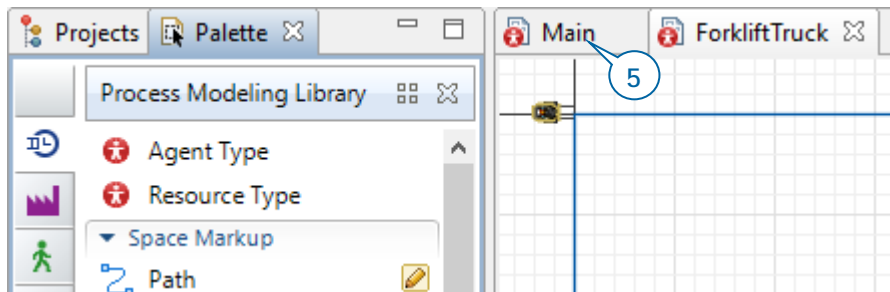 Projects Palette
Main ForkliftTruck
5
Process Modeling Library
Agent Type
Resource Type
Space Markup
Path